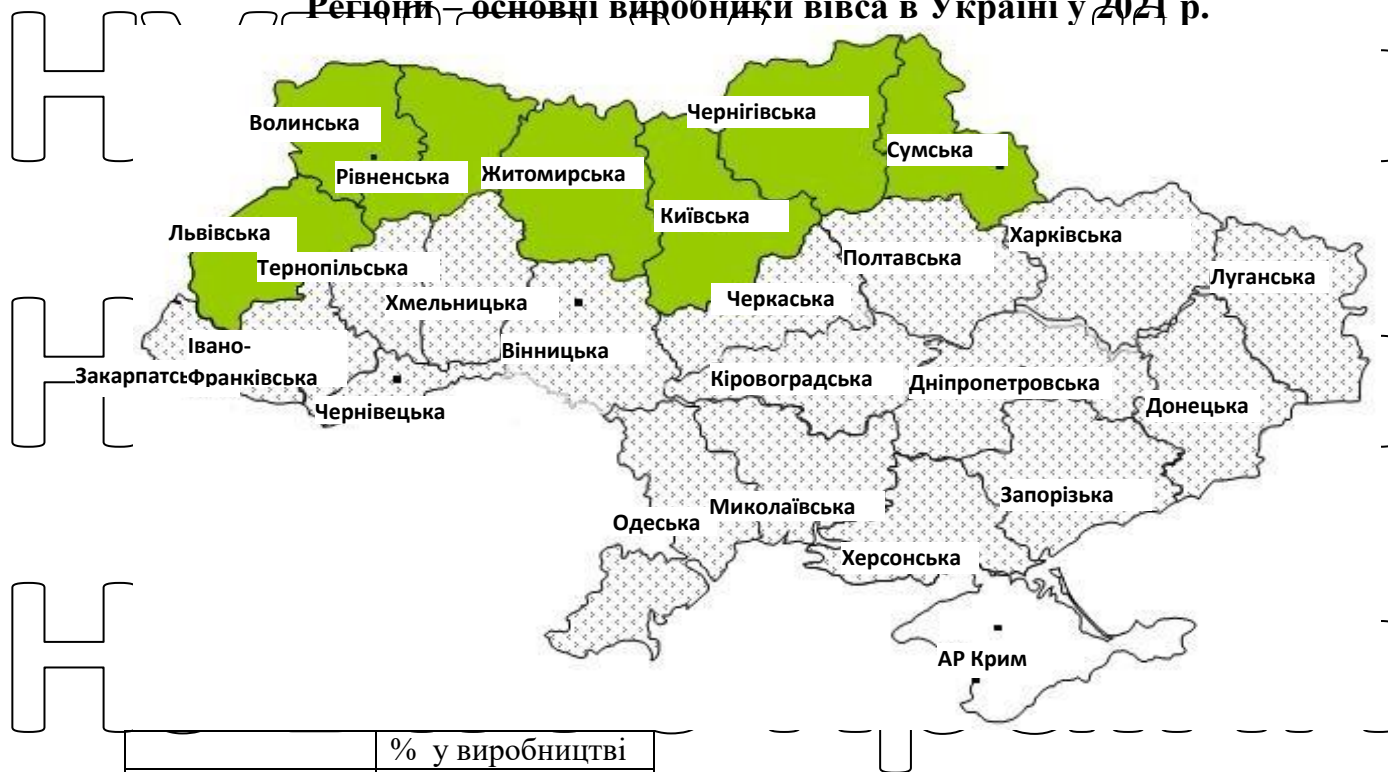 Регіони – основні виробники вівса в Україні у 2021 р.
Волинська
Чернігівська
Сумська
Рівненська
Житомирська
Київська
Львівська
Харківська
Тернопільська
Полтавська
Луганська
Хмельницька
Черкаська
Івано-
Франківська
Вінницька
Закарпатсь
Кіровоградська
Дніпропетровська
Чернівецька
Донецька
Запорізька
Миколаївська
Одеська
Херсонська
АР Крим
% у виробництві